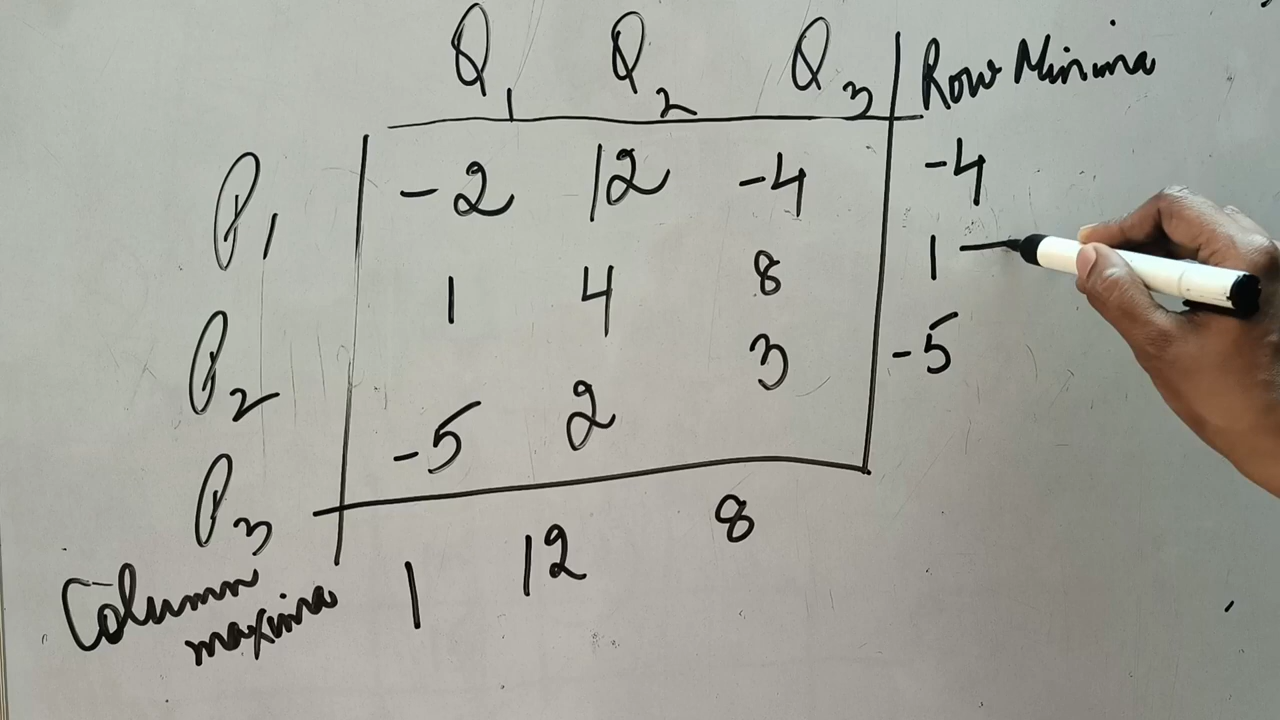 Q1 Q2 Q3 Row Minima
P1 -2 12 -4 -4
P2 1 4 8 1 —
P3 -5 2 3 -5
Column maxima 1 12 8